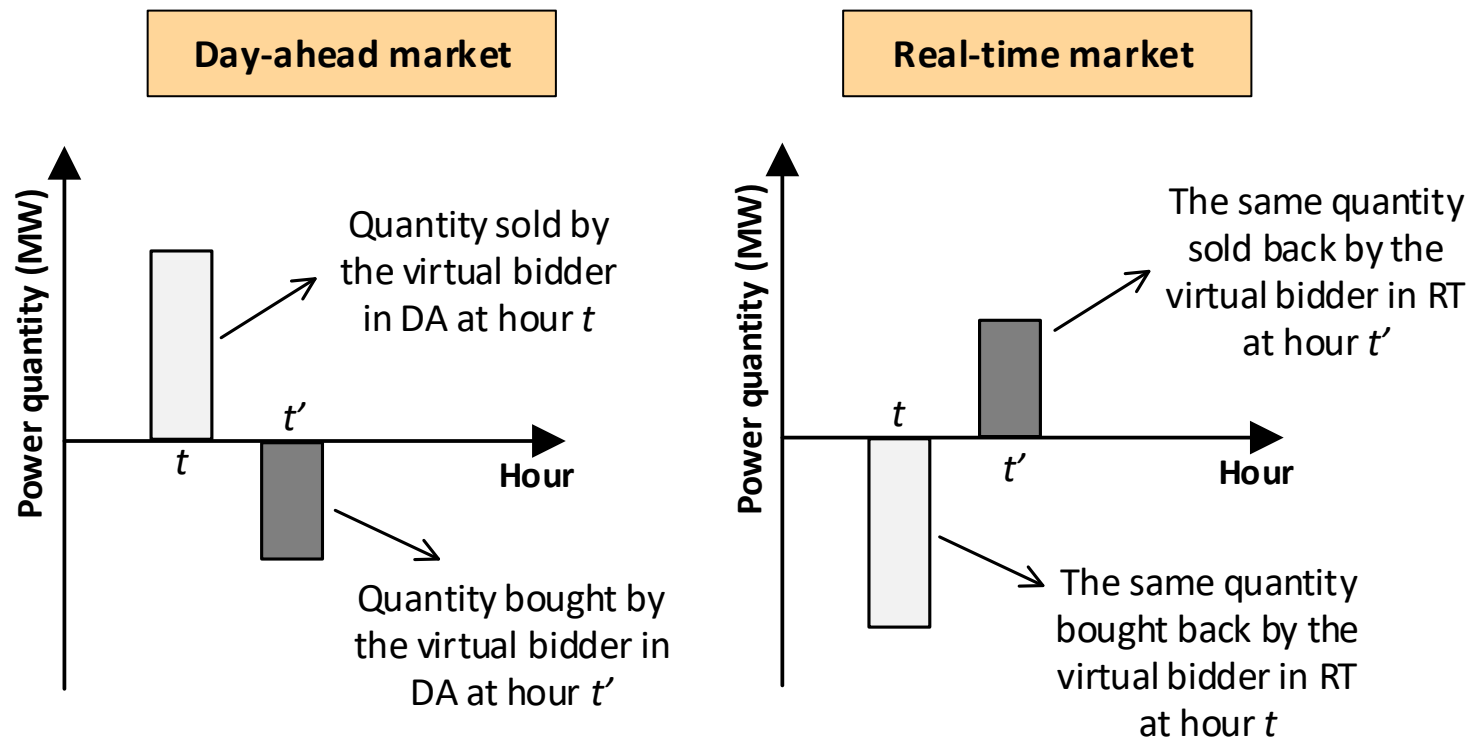 Day-ahead market
Real-time market
Power quantity (MW)
Quantity sold by
the virtual bidder
in DA at hour t
t
t’
Hour
Quantity bought by
the virtual bidder in
DA at hour t’
Power quantity (MW)
The same quantity
sold back by the
virtual bidder in RT
at hour t’
t
t’
Hour
The same quantity
bought back by the
virtual bidder in RT
at hour t